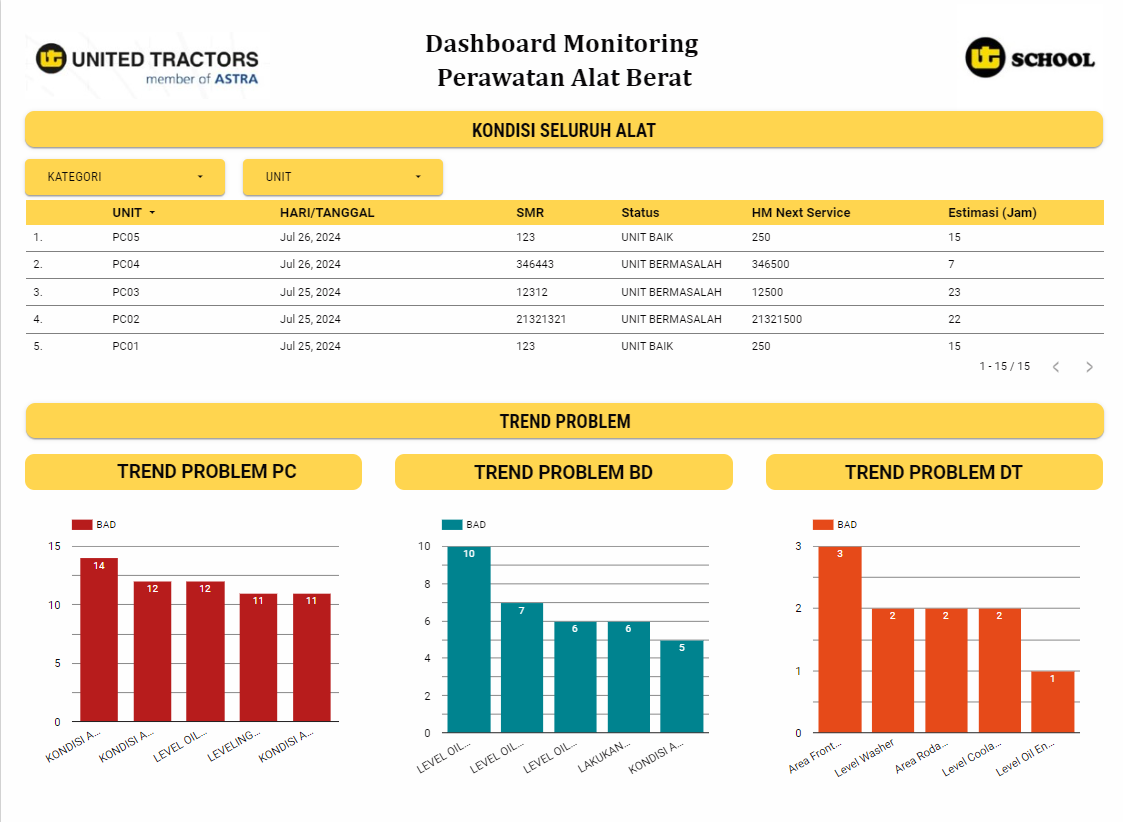 UNITED TRACTORS
member of ASTRA
Dashboard Monitoring
Perawatan Alat Berat
SCHOOL
KONDISI SELURUH ALAT
KATEGORI
UNIT
UNIT HARI/TANGGAL SMR Status HM Next Service Estimasi (Jam)
1. PC05 Jul 26, 2024 123 UNIT BAIK 250 15
2. PC04 Jul 26, 2024 346443 UNIT BERMASALAH 346500 7
3. PC03 Jul 25, 2024 12312 UNIT BERMASALAH 12500 23
4. PC02 Jul 25, 2024 21321321 UNIT BERMASALAH 21321500 22
5. PC01 Jul 25, 2024 123 UNIT BAIK 250 15
1 - 15 / 15
TREND PROBLEM
TREND PROBLEM PC
BAD
15
10
5
0
14
12
12
11
11
KONDISI A...
KONDISI A...
LEVEL OIL...
LEVELING...
KONDISI A...
TREND PROBLEM BD
BAD
10
8
6
4
2
0
10
7
6
6
5
LEVEL OIL...
LEVEL OIL...
LEVEL OIL...
LAKUKAN...
KONDISI A...
TREND PROBLEM DT
BAD
3
2
1
0
3
2
2
2
1
Area Front...
Level Washer
Area Roda...
Level Coola...
Level Oil En...